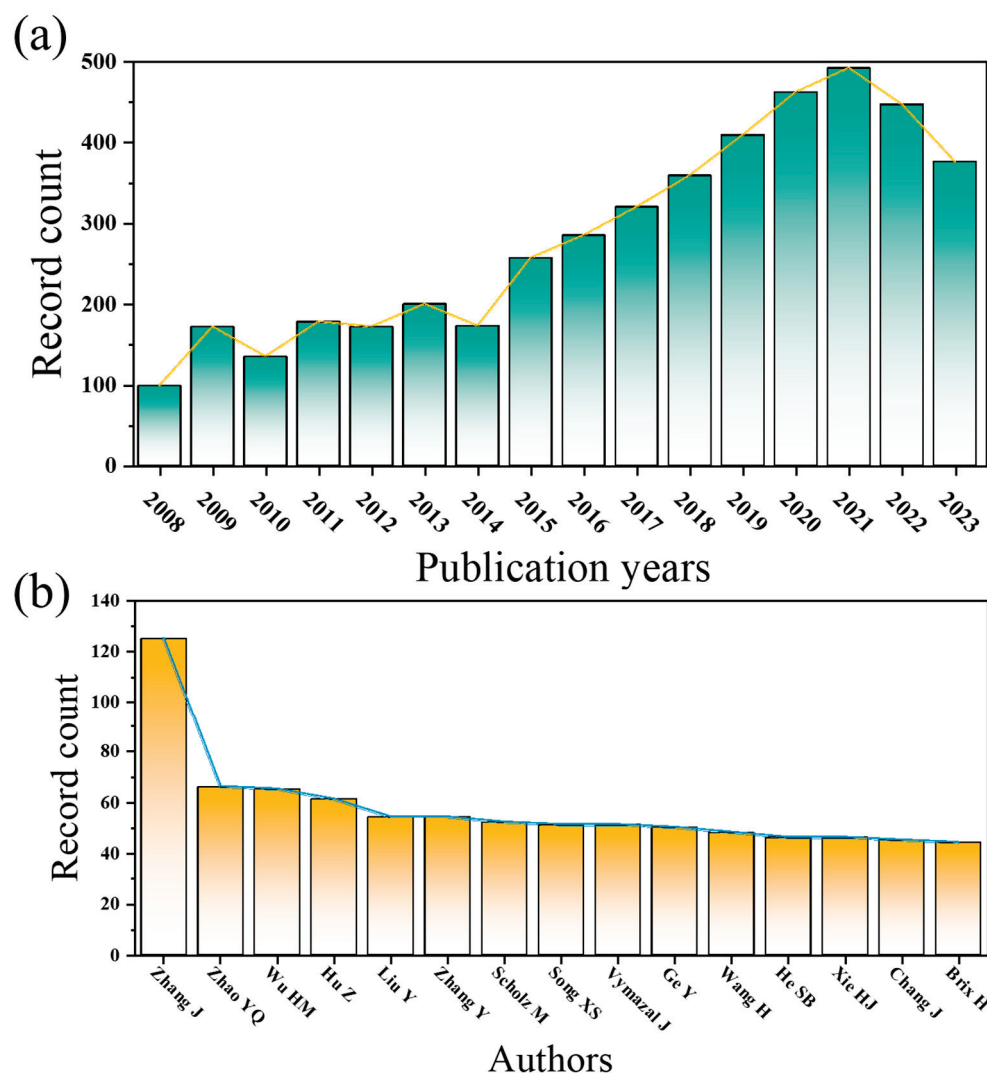 (a)
500
400
300
200
100
0
Record count
2008 2009 2010 2011 2012 2013 2014 2015 2016 2017 2018 2019 2020 2021 2022 2023
Publication years
(b)
140
120
100
80
60
40
20
0
Record count
Zhang J Zhao YQ Wu HM Hu Z Liu Y Zhang Y Scholz M Song XS Vymazal J Ge Y Wang H He SB Xie HJ Chang J Brix H
Authors